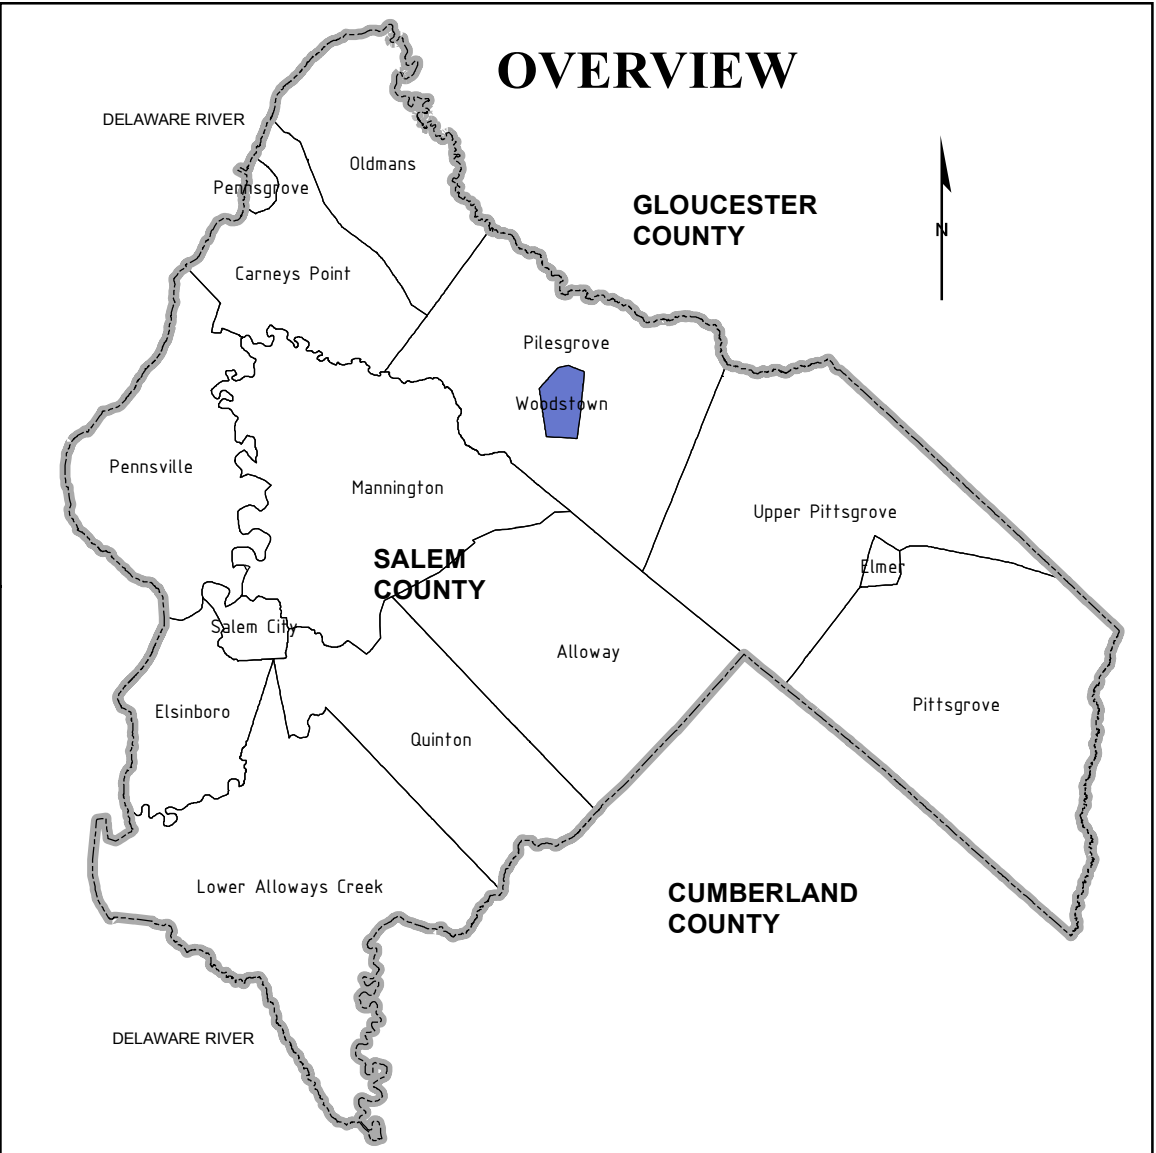 OVERVIEW
DELAWARE RIVER
Oldmans
Pennsgrove
GLOUCESTER
COUNTY
N
Carneys Point
Pilesgrove
Woodstown
Pennsville
Mannington
Upper Pittsgrove
SALEM
COUNTY
Elmer
Salem City
Alloway
Elsinboro
Pittsgrove
Quinton
Lower Alloways Creek
CUMBERLAND
COUNTY
DELAWARE RIVER